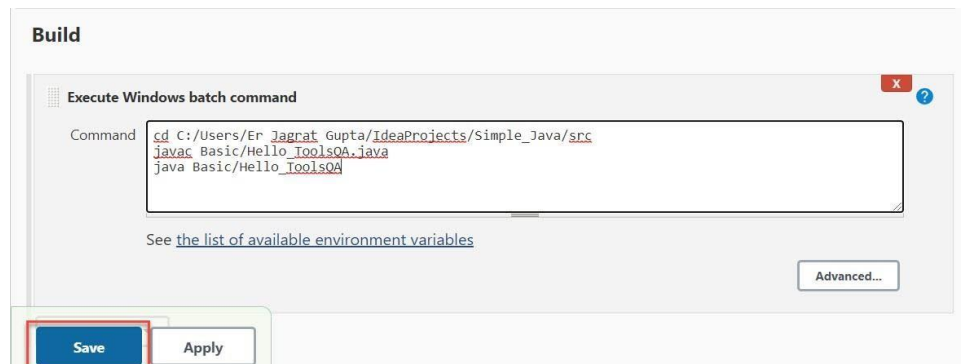 Build
Execute Windows batch command
X
?
Command
cd C:/Users/Er Jagrat Gupta/IdeaProjects/Simple_Java/src
javac Basic/Hello_ToolsQA.java
java Basic/Hello_ToolsQA
See the list of available environment variables
Advanced...
Save
Apply